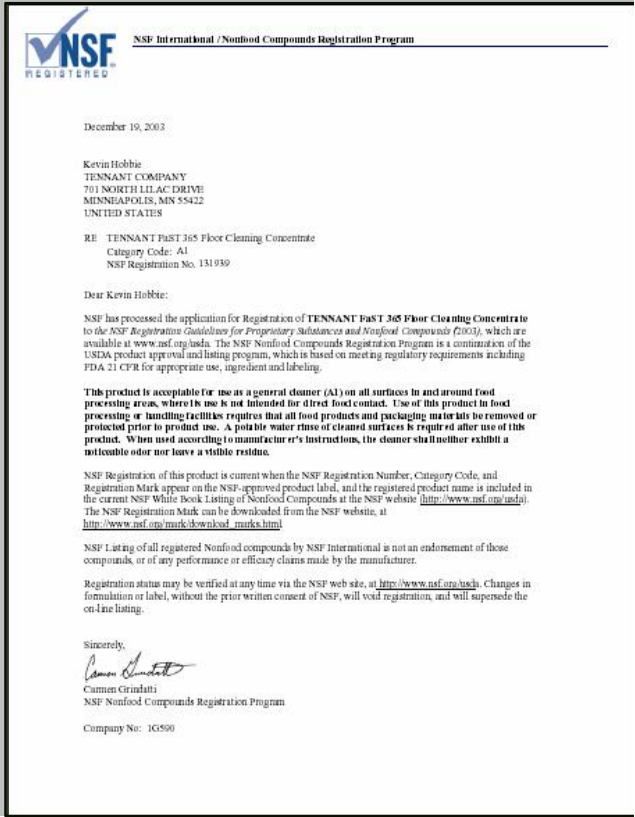 NSF
REGISTERED
NSF International / Nonfood Compounds Registration Program
December 19, 2003
Kevin Hobbie
TENNANT COMPANY
701 NORTH LILAC DRIVE
MINNEAPOLIS, MN 55422
UNITED STATES
RE TENNANT FaST 365 Floor Cleaning Concentrate
Category Code: A1
NSF Registration No. 131939
Dear Kevin Hobbie:
NSF has processed the application for Registration of TENNANT FaST 365 Floor Cleaning Concentrate
to the NSF Registration Guidelines for Proprietary Substances and Nonfood Compounds (2003), which are
available at www.nsf.org/usda. The NSF Nonfood Compounds Registration Program is a continuation of the
USDA product approval and listing program, which is based on meeting regulatory requirements including
FDA 21 CFR for appropriate use, ingredient and labeling.
This product is acceptable for use as a general cleaner (A1) on all surfaces in and around food
processing areas, where its use is not intended for direct food contact. Use of this product in food
processing or handling facilities requires that all food products and packaging materials be removed or
protected prior to product use. A potable water rinse of cleaned surfaces is required after use of this
product. When used according to manufacturer's instructions, the cleaner shall neither exhibit a
noticeable odor nor leave a visible residue.
NSF Registration of this product is current when the NSF Registration Number, Category Code, and
Registration Mark appear on the NSF-approved product label, and the registered product name is included in
the current NSF White Book Listing of Nonfood Compounds at the NSF website (http://www.nsf.org/usda).
The NSF Registration Mark can be downloaded from the NSF website, at
http://www.nsf.org/mark/download_marks.html
NSF Listing of all registered Nonfood compounds by NSF International is not an endorsement of those
compounds, or of any performance or efficacy claims made by the manufacturer.
Registration status may be verified at any time via the NSF web site, at http://www.nsf.org/usda. Changes in
formulation or label, without the prior written consent of NSF, will void registration, and will supersede the
on-line listing.
Sincerely,
Carmen Grindatti
Carmen Grindatti
NSF Nonfood Compounds Registration Program
Company No: 1G590